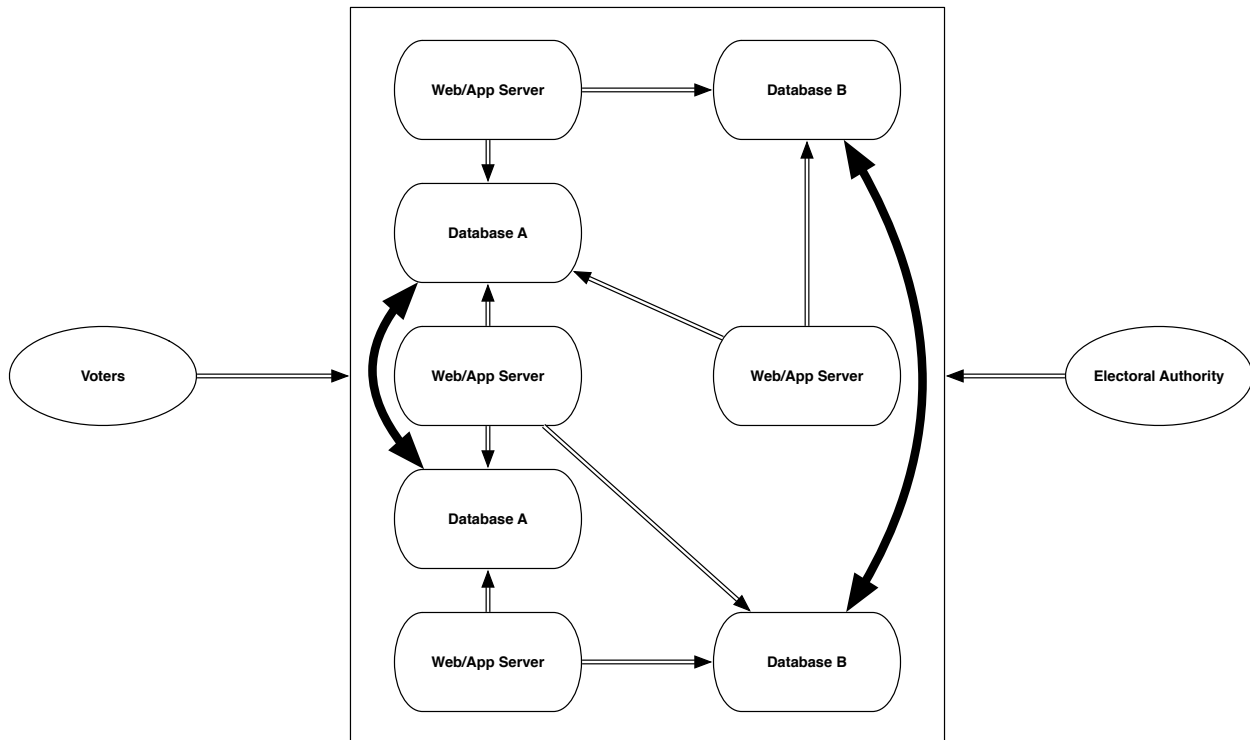 Web/App Server
Database B
Database A
Voters
Web/App Server
Web/App Server
Electoral Authority
Database A
Web/App Server
Database B